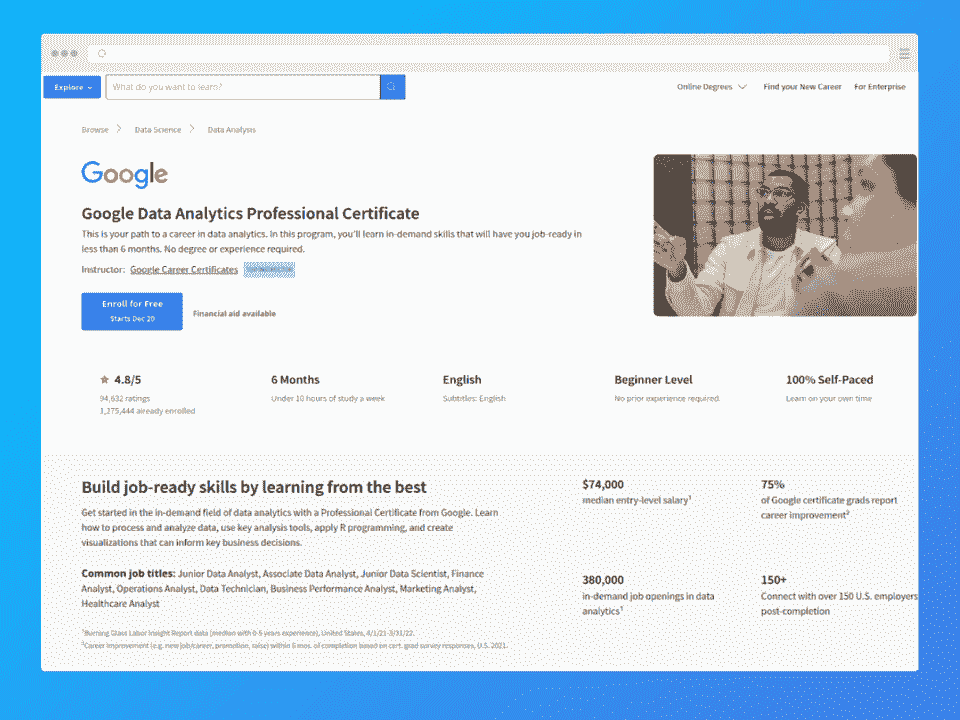 Explore
What do you want to learn?
Online Degrees
Find your New Career
For Enterprise
Browse
Data Science
Data Analysis
Google
Google Data Analytics Professional Certificate
This is your path to a career in data analytics. In this program, you'll learn in-demand skills that will have you job-ready in
less than 6 months. No degree or experience required.
Instructor: Google Career Certificates
Enroll for Free
Starts Dec 20
Financial aid available
4.8/5
94,632 ratings
1,275,444 already enrolled
6 Months
Under 10 hours of study a week
English
Subtitles: English
Beginner Level
No prior experience required.
100% Self-Paced
Learn on your own time
Build job-ready skills by learning from the best
Get started in the in-demand field of data analytics with a Professional Certificate from Google. Learn
how to process and analyze data, use key analysis tools, apply R programming, and create
visualizations that can inform key business decisions.
Common job titles: Junior Data Analyst, Associate Data Analyst, Junior Data Scientist, Finance
Analyst, Operations Analyst, Data Technician, Business Performance Analyst, Marketing Analyst,
Healthcare Analyst
¹Burning Glass Labor Insight Report data (median with 0-5 years experience), United States, 4/1/21-3/31/22.
²Career improvement (e.g. new job/career, promotion, raise) within 6 mos. of completion based on cert. grad survey responses, U.S. 2021.
$74,000
median entry-level salary¹
75%
of Google certificate grads report
career improvement²
380,000
in-demand job openings in data
analytics¹
150+
Connect with over 150 U.S. employers
post-completion